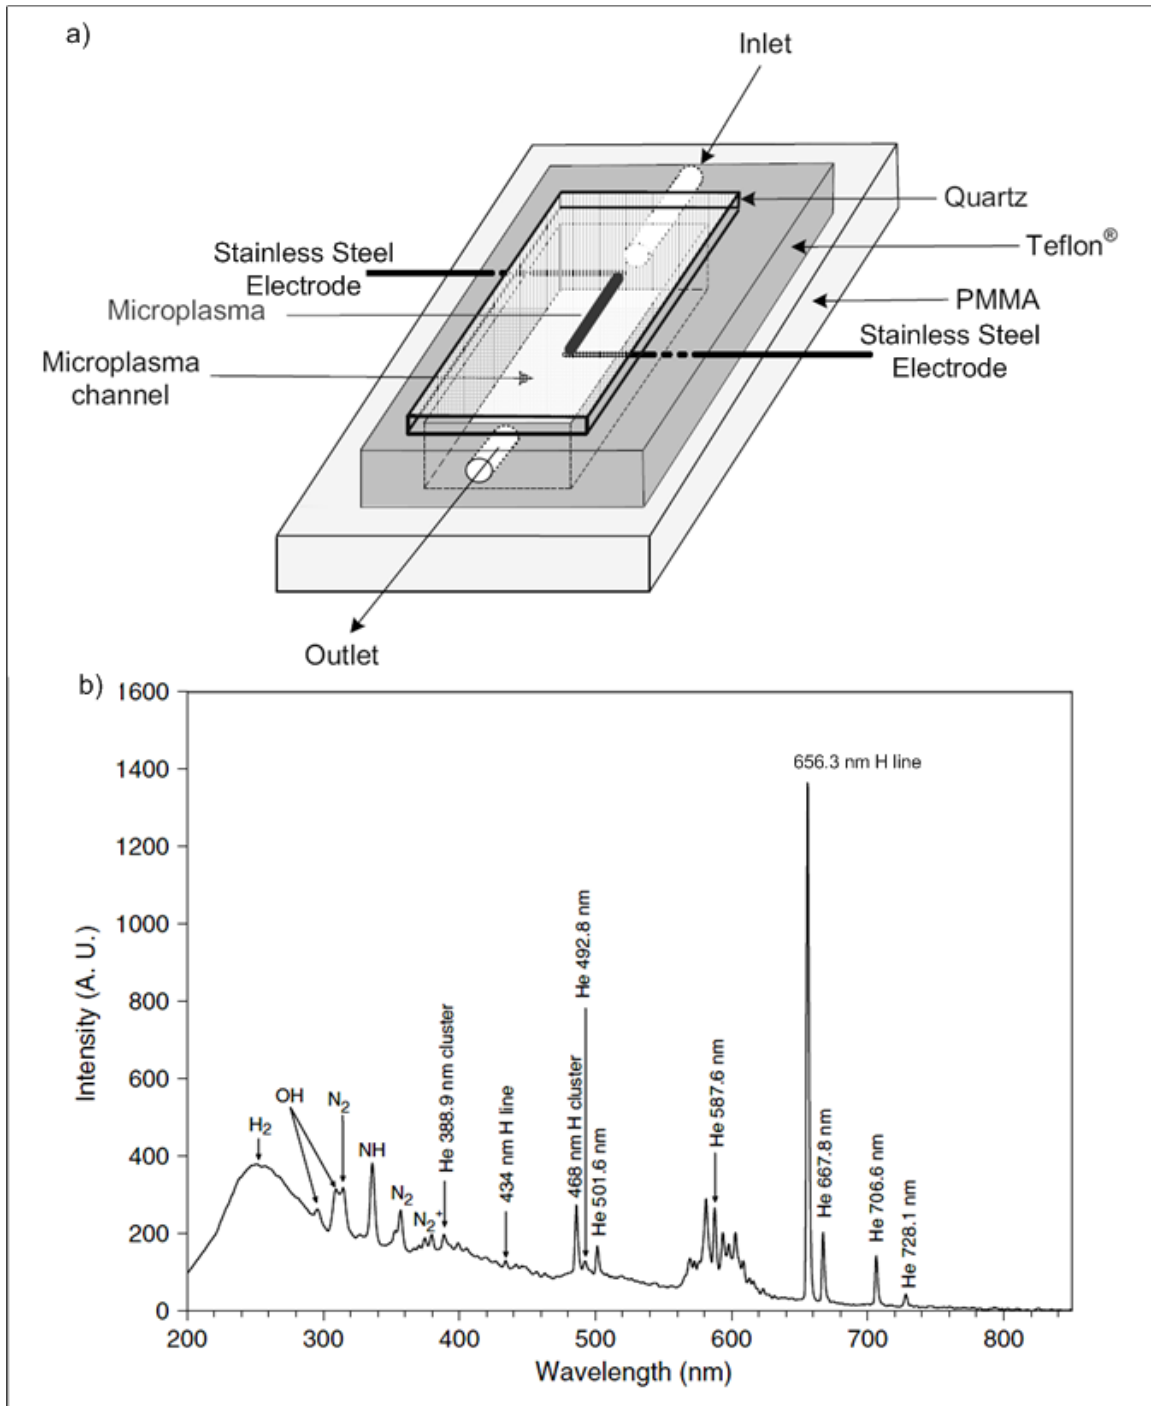 a)
Inlet
Quartz
Teflon®
PMMA
Stainless Steel
Electrode
Microplasma
Microplasma
channel
Stainless Steel
Electrode
Outlet
b)
1600
1400
1200
1000
800
600
400
200
0
Intensity (A. U.)
H2
OH
N2
NH
N2
N2+
He 388.9 nm cluster
434 nm H line
468 nm H cluster
He 492.8 nm
He 501.6 nm
He 587.6 nm
656.3 nm H line
He 667.8 nm
He 706.6 nm
He 728.1 nm
200 300 400 500 600 700 800
Wavelength (nm)